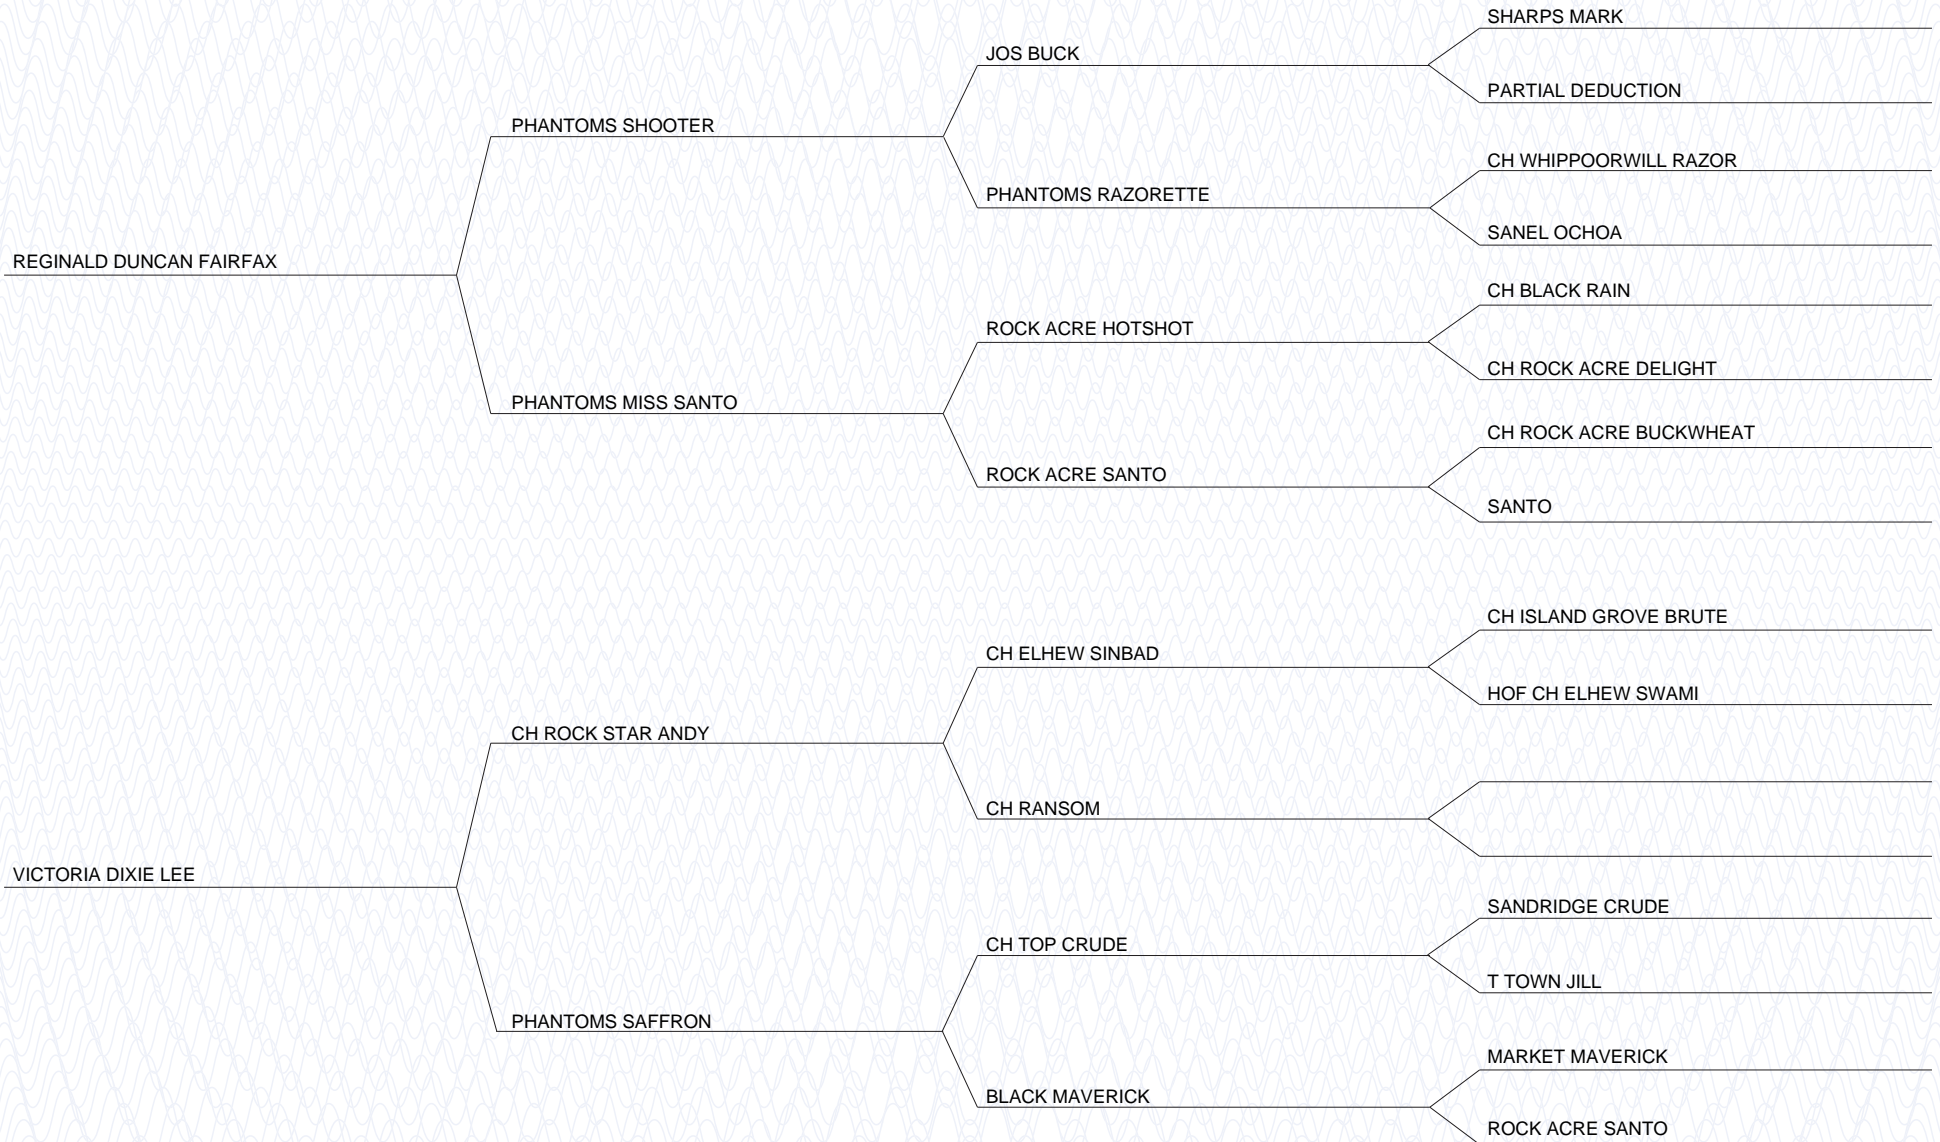 SHARPS MARK
JOS BUCK
PARTIAL DEDUCTION
PHANTOMS SHOOTER
CH WHIPPOORWILL RAZOR
PHANTOMS RAZORETTE
SANEL OCHOA
REGINALD DUNCAN FAIRFAX
CH BLACK RAIN
ROCK ACRE HOTSHOT
CH ROCK ACRE DELIGHT
PHANTOMS MISS SANTO
CH ROCK ACRE BUCKWHEAT
ROCK ACRE SANTO
SANTO
CH ISLAND GROVE BRUTE
CH ELHEW SINBAD
HOF CH ELHEW SWAMI
CH ROCK STAR ANDY
CH RANSOM
VICTORIA DIXIE LEE
SANDRIDGE CRUDE
CH TOP CRUDE
T TOWN JILL
PHANTOMS SAFFRON
MARKET MAVERICK
BLACK MAVERICK
ROCK ACRE SANTO